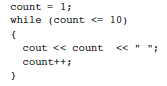 count = 1;
while (count <= 10)
{
cout << count << " ";
count++;
}